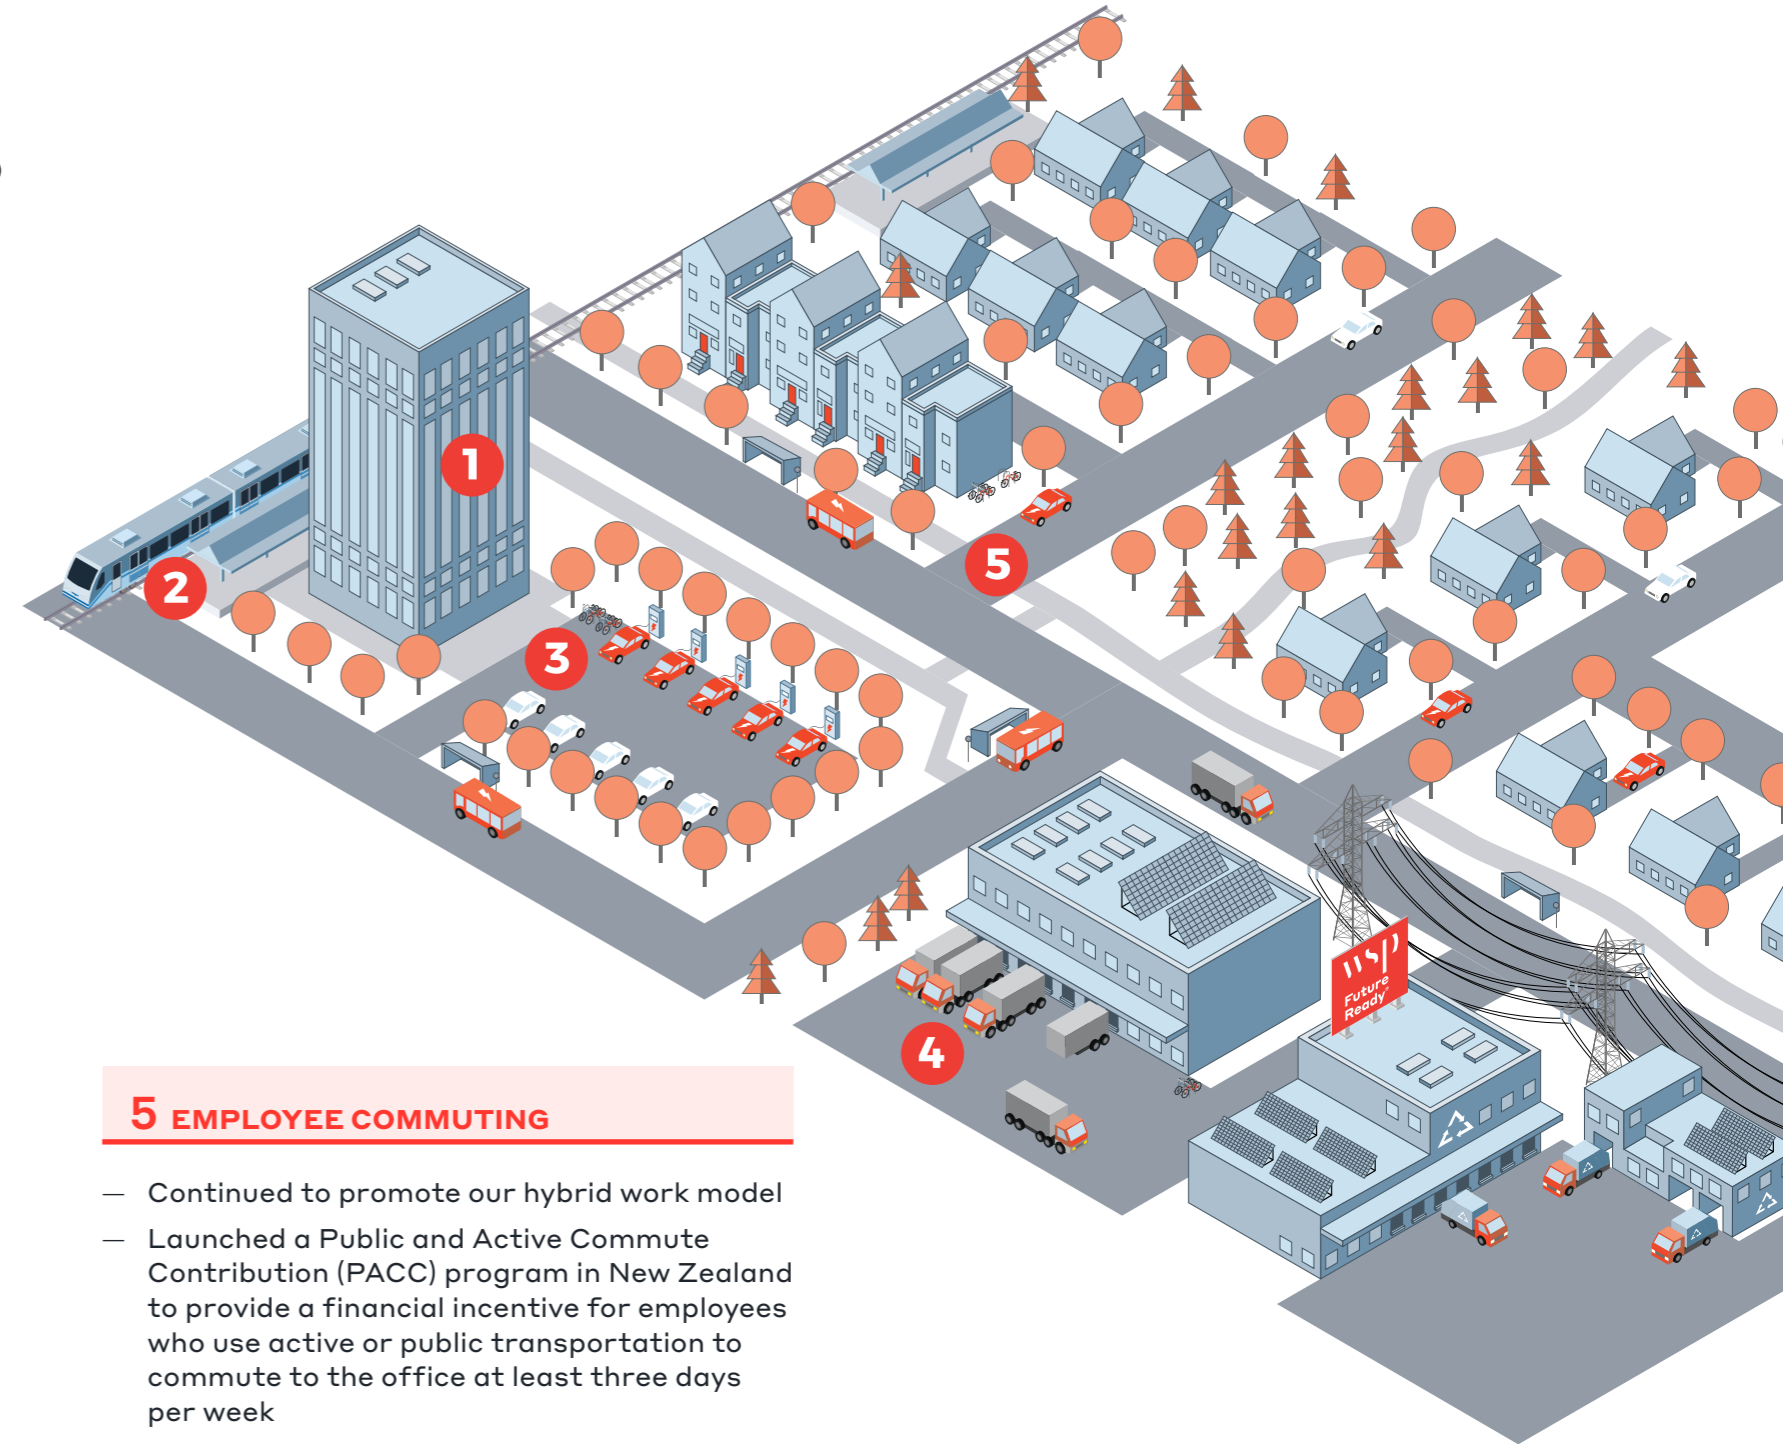 1
2
3
5
4
wsp
Future
Ready®
5 EMPLOYEE COMMUTING
— Continued to promote our hybrid work model
— Launched a Public and Active Commute
Contribution (PACC) program in New Zealand
to provide a financial incentive for employees
who use active or public transportation to
commute to the office at least three days
per week